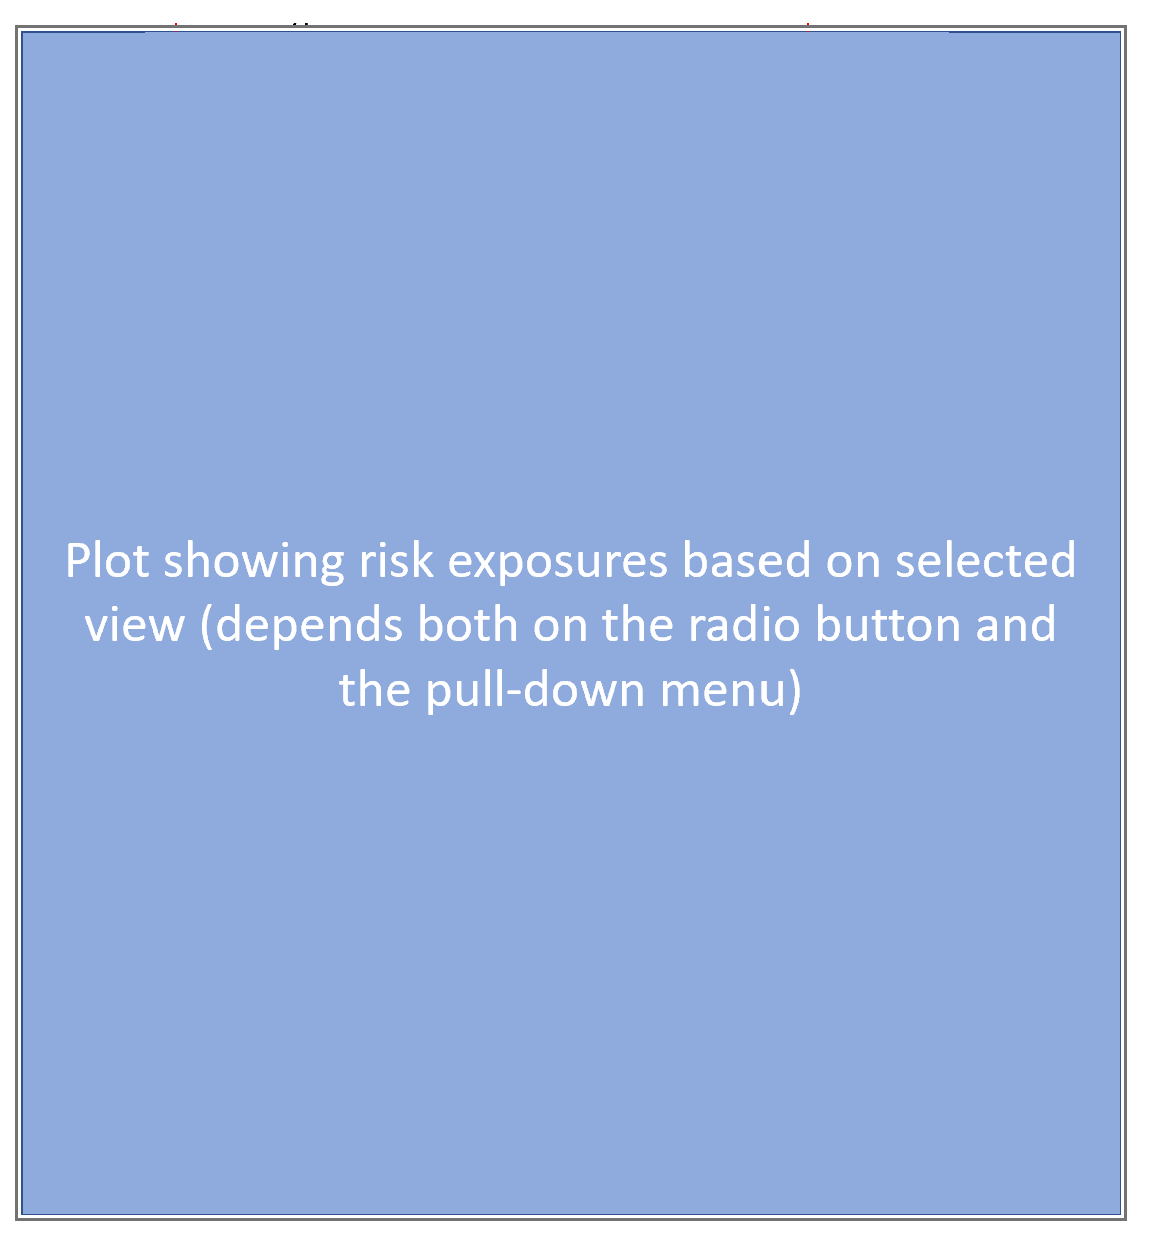 Plot showing risk exposures based on selected
view (depends both on the radio button and
the pull-down menu)